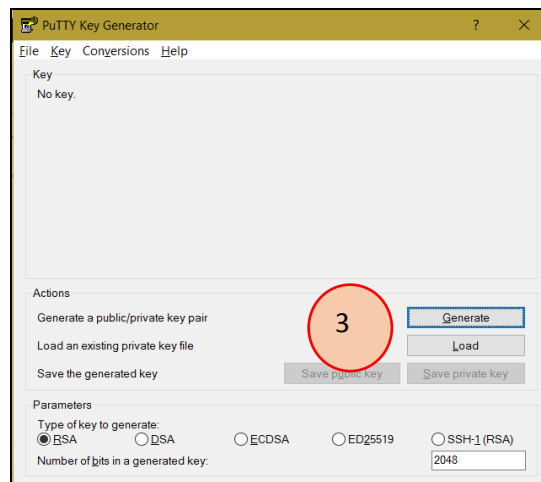 PuTTY Key Generator ? ×
File Key Conversions Help
Key
No key.
Actions
Generate a public/private key pair
3
Generate
Load an existing private key file
Load
Save the generated key
Save public key
Save private key
Parameters
Type of key to generate:
RSA DSA ECDSA ED25519 SSH-1 (RSA)
Number of bits in a generated key:
2048